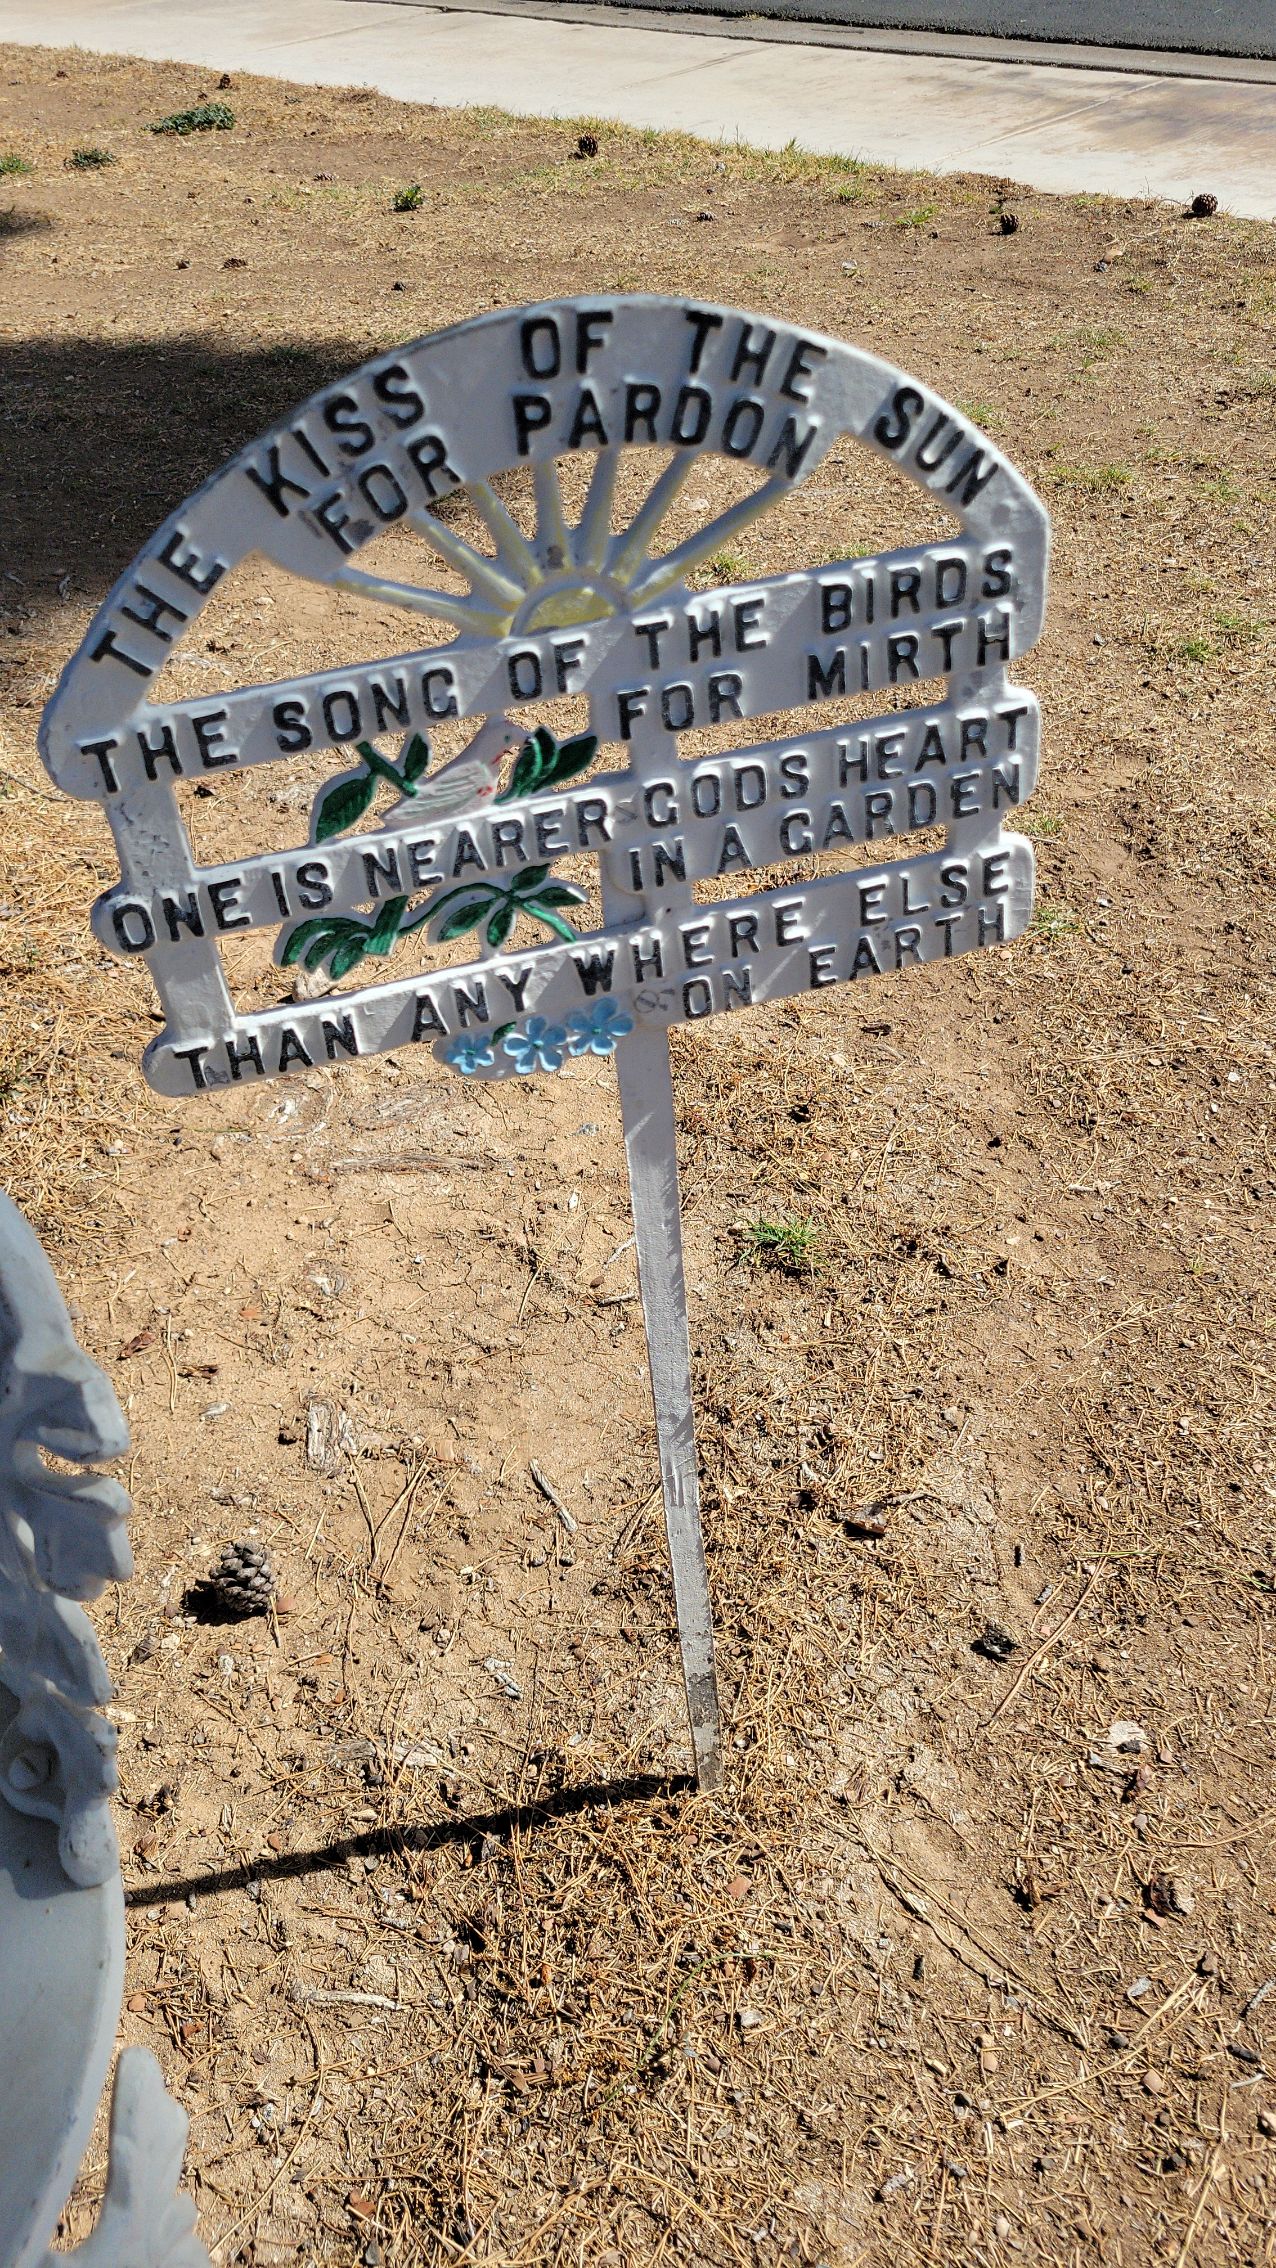 THE KISS OF THE SUN
FOR PARDON
THE SONG OF THE BIRDS
FOR MIRTH
ONE IS NEARER GODS HEART
IN A GARDEN
THAN ANY WHERE ELSE
ON EARTH